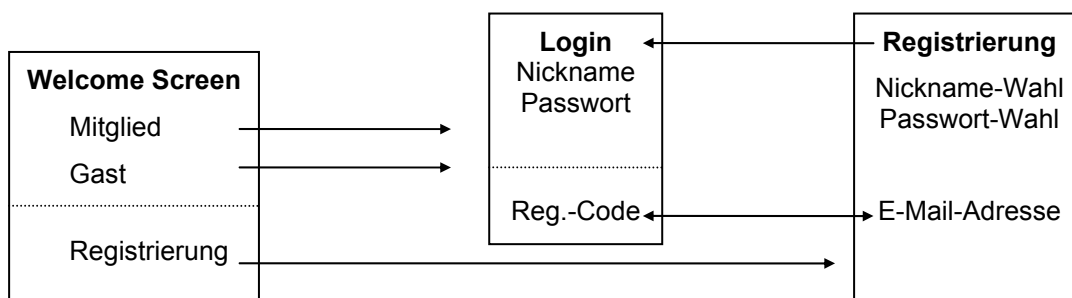 Welcome Screen
Mitglied
Gast
Registrierung
Login
Nickname
Passwort
Reg.-Code
Registrierung
Nickname-Wahl
Passwort-Wahl
E-Mail-Adresse